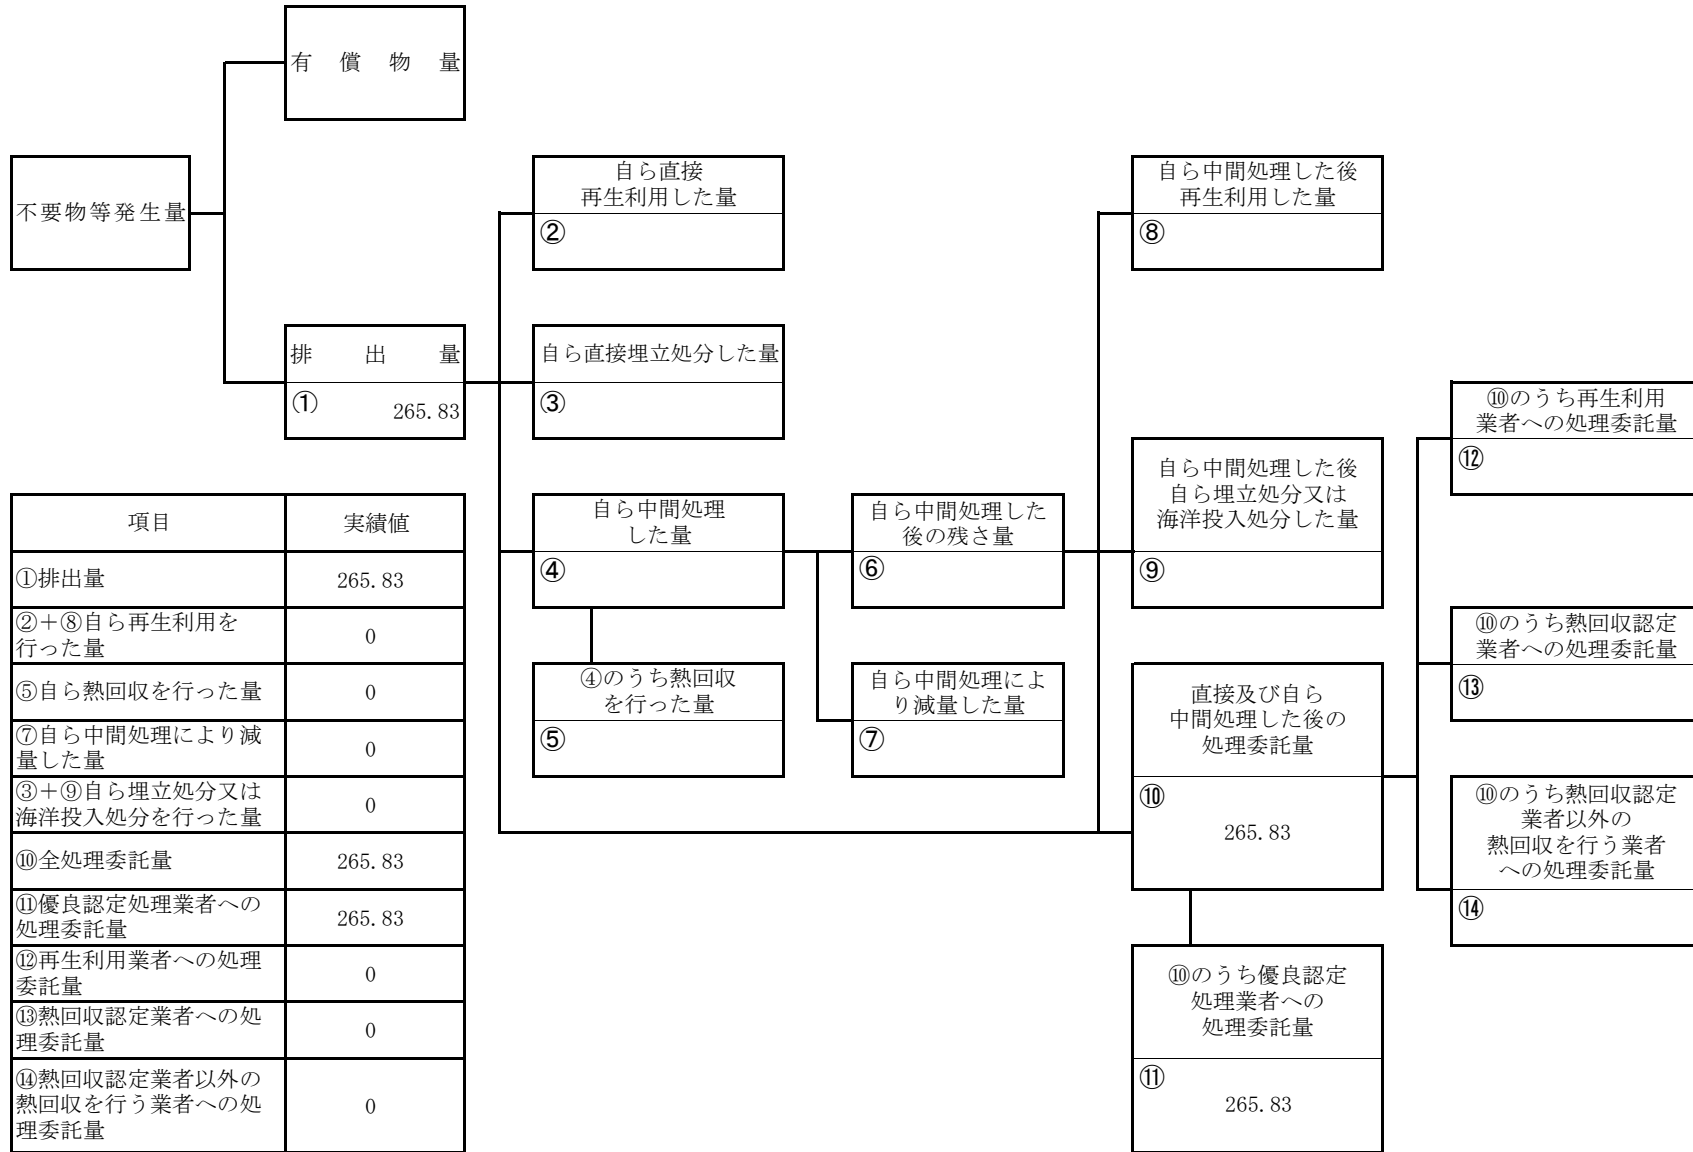 有償物量
不要物等発生量
排出量
①
265.83
自ら直接
再生利用した量
②
自ら直接埋立処分した量
③
自ら中間処理
した量
④
④のうち熱回収
を行った量
⑤
自ら中間処理した
後の残さ量
⑥
自ら中間処理によ
り減量した量
⑦
自ら中間処理した後
再生利用した量
⑧
自ら中間処理した後
自ら埋立処分又は
海洋投入処分した量
⑨
直接及び自ら
中間処理した後の
処理委託量
⑩
265.83
⑩のうち優良認定
処理業者への
処理委託量
⑪
265.83
⑩のうち再生利用
業者への処理委託量
⑫
⑩のうち熱回収認定
業者への処理委託量
⑬
⑩のうち熱回収認定
業者以外の
熱回収を行う業者
への処理委託量
⑭
項目 実績値
①排出量 265.83
②＋⑧自ら再生利用を
行った量 0
⑤自ら熱回収を行った量 0
⑦自ら中間処理により減
量した量 0
③＋⑨自ら埋立処分又は
海洋投入処分を行った量 0
⑩全処理委託量 265.83
⑪優良認定処理業者への
処理委託量 265.83
⑫再生利用業者への処理
委託量 0
⑬熱回収認定業者への処
理委託量 0
⑭熱回収認定業者以外の
熱回収を行う業者への処
理委託量 0